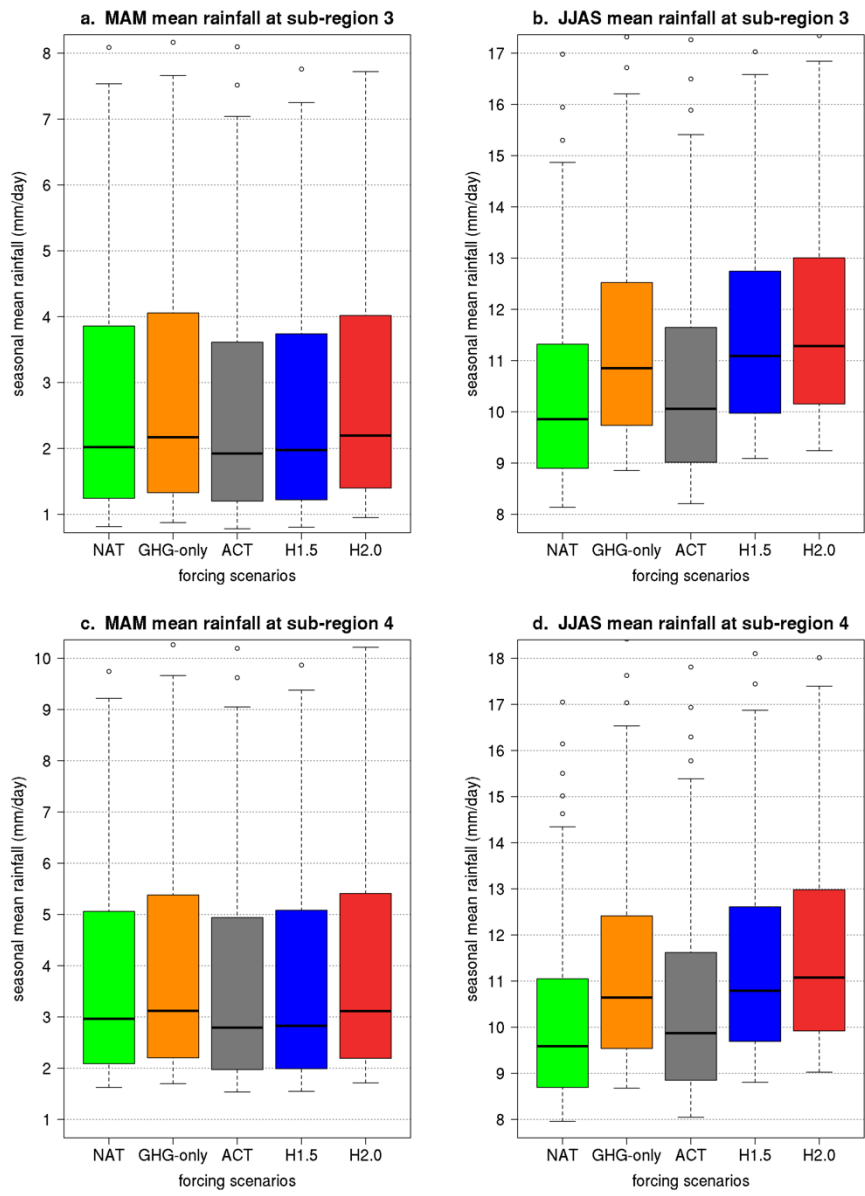 a.  MAM mean rainfall at sub-region 3
seasonal mean rainfall (mm/day)
8
7
6
5
4
3
2
1
NAT GHG-only ACT H1.5 H2.0
forcing scenarios
b.  JJAS mean rainfall at sub-region 3
seasonal mean rainfall (mm/day)
17
16
15
14
13
12
11
10
9
8
NAT GHG-only ACT H1.5 H2.0
forcing scenarios
c.  MAM mean rainfall at sub-region 4
seasonal mean rainfall (mm/day)
10
9
8
7
6
5
4
3
2
1
NAT GHG-only ACT H1.5 H2.0
forcing scenarios
d.  JJAS mean rainfall at sub-region 4
seasonal mean rainfall (mm/day)
18
17
16
15
14
13
12
11
10
9
8
NAT GHG-only ACT H1.5 H2.0
forcing scenarios